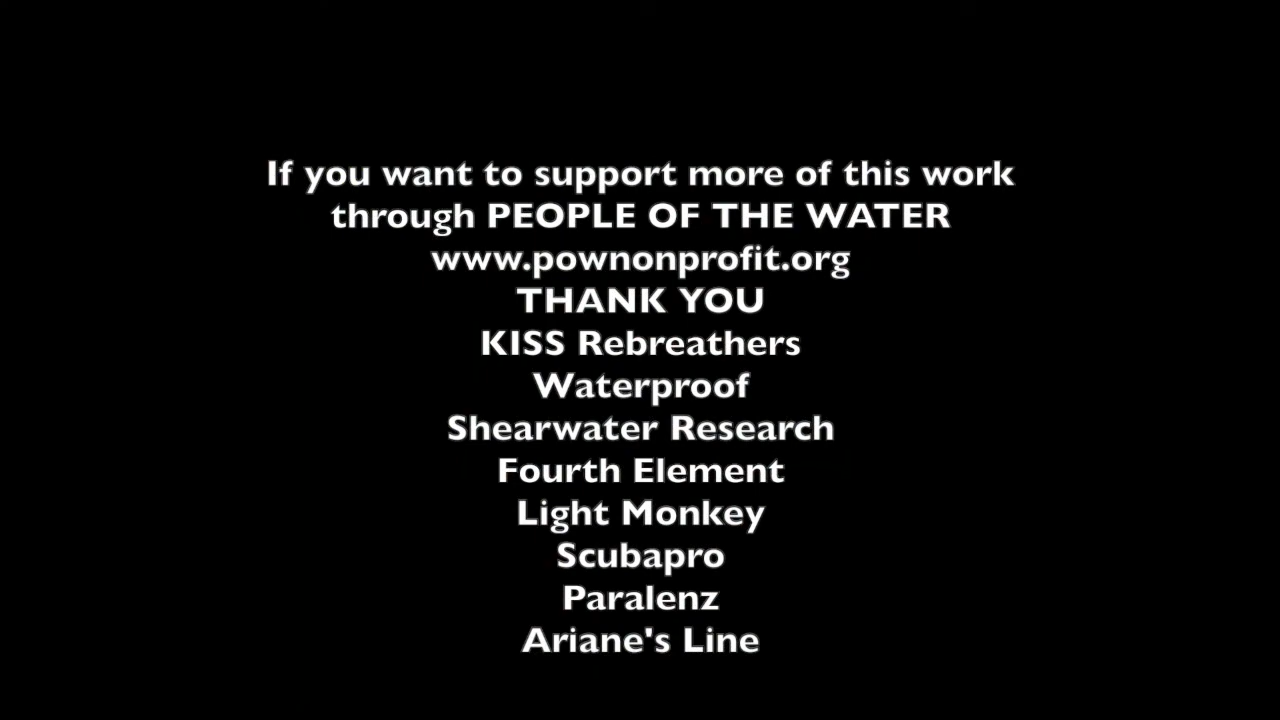 If you want to support more of this work
through PEOPLE OF THE WATER
www.pownonprofit.org
THANK YOU
KISS Rebreathers
Waterproof
Shearwater Research
Fourth Element
Light Monkey
Scubapro
Paralenz
Ariane's Line